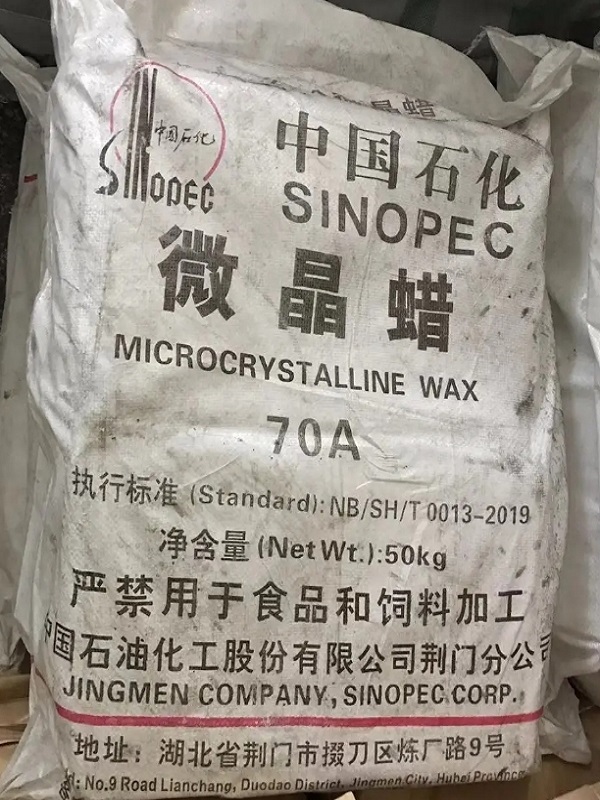 晶蜡
中国石化
SINOPEC
中国石化
SINOPEC
微晶蜡
MICROCRYSTALLINE WAX
70A
执行标准 (Standard): NB/SH/T 0013-2019
净含量 (Net Wt.): 50kg
严禁用于食品和饲料加工
中国石油化工股份有限公司荆门分公司
JINGMEN COMPANY, SINOPEC CORP.
地址: 湖北省荆门市掇刀区炼厂路9号
: No.9 Road Lianchang, Duodao District, Jingmen City, Hubei Province